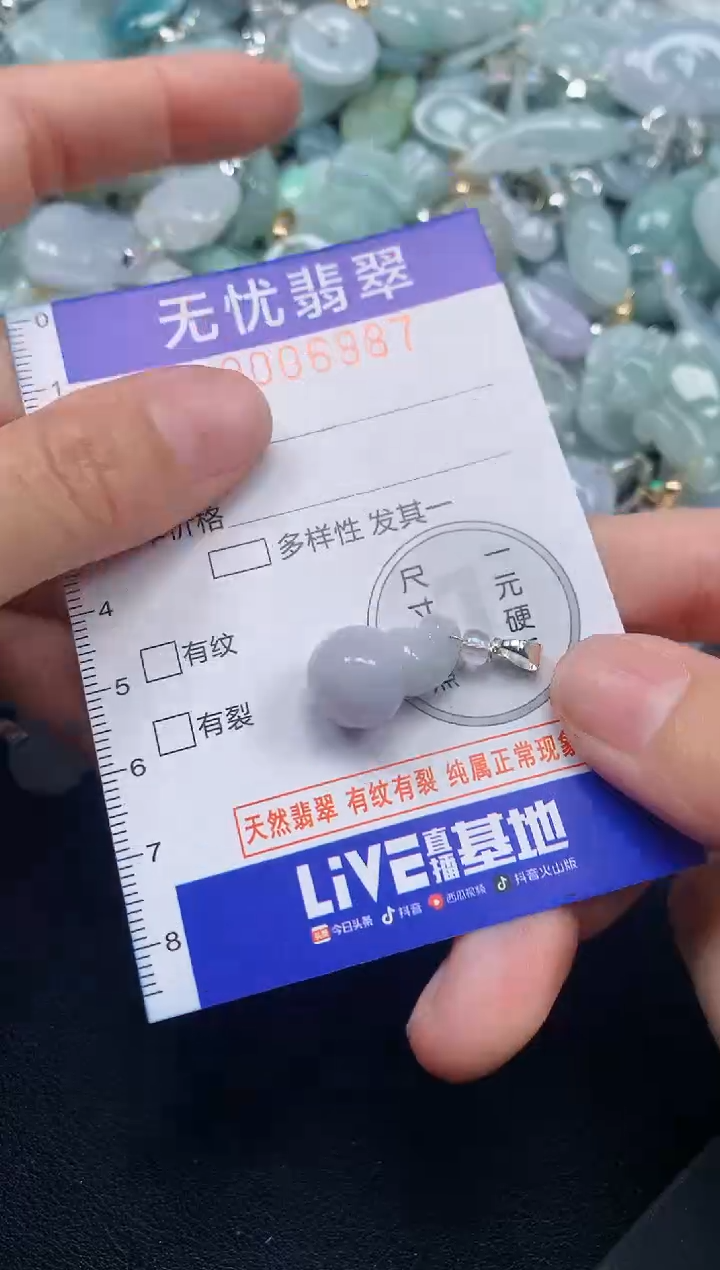 无忧翡翠
0006987
0
1
价格
多样性 发其一
尺寸
一元硬
4
有纹
5
有裂
6
天然翡翠 有纹有裂 纯属正常现象
7
LiVE直播基地
今日头条 抖音 西瓜视频 抖音火山版
8